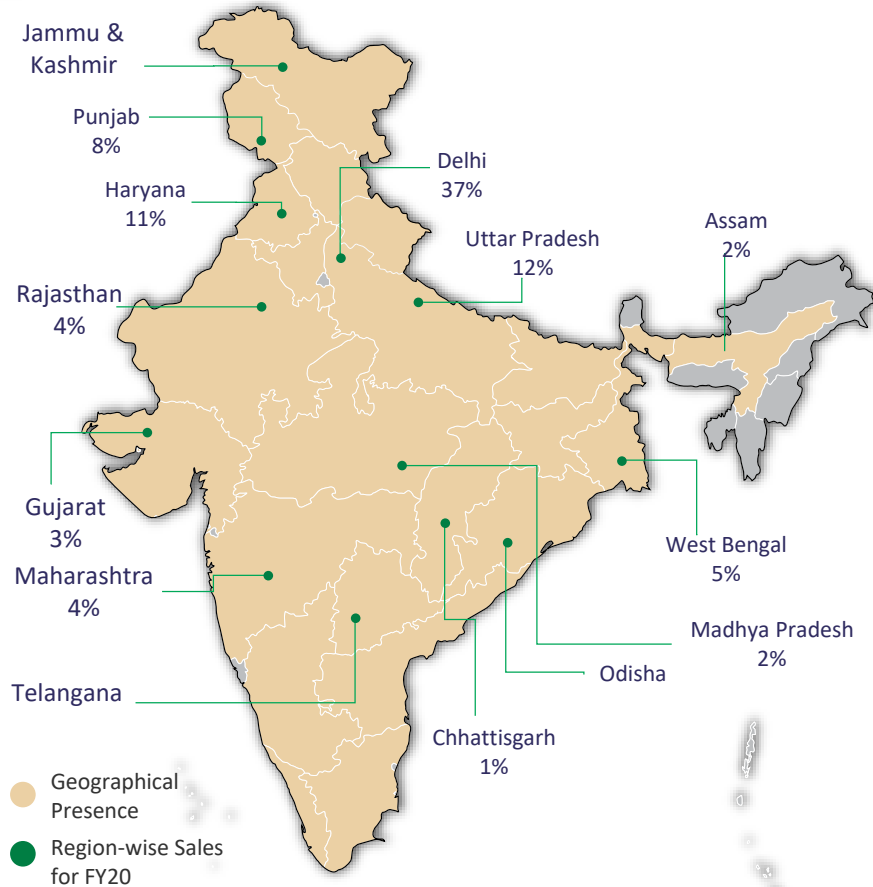 Jammu &
Kashmir
Punjab
8%
Haryana
11%
Delhi
37%
Uttar Pradesh
12%
Assam
2%
Rajasthan
4%
Gujarat
3%
Maharashtra
4%
Telangana
West Bengal
5%
Madhya Pradesh
2%
Odisha
Chhattisgarh
1%
Geographical
Presence
Region-wise Sales
for FY20